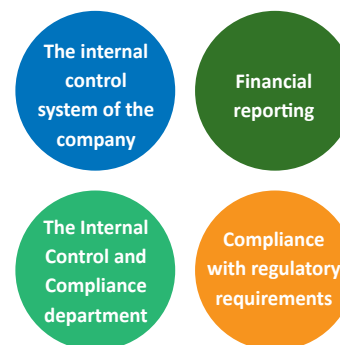 The internal
control
system of the
company
Financial
reporting
The Internal
Control and
Compliance
department
Compliance
with regulatory
requirements